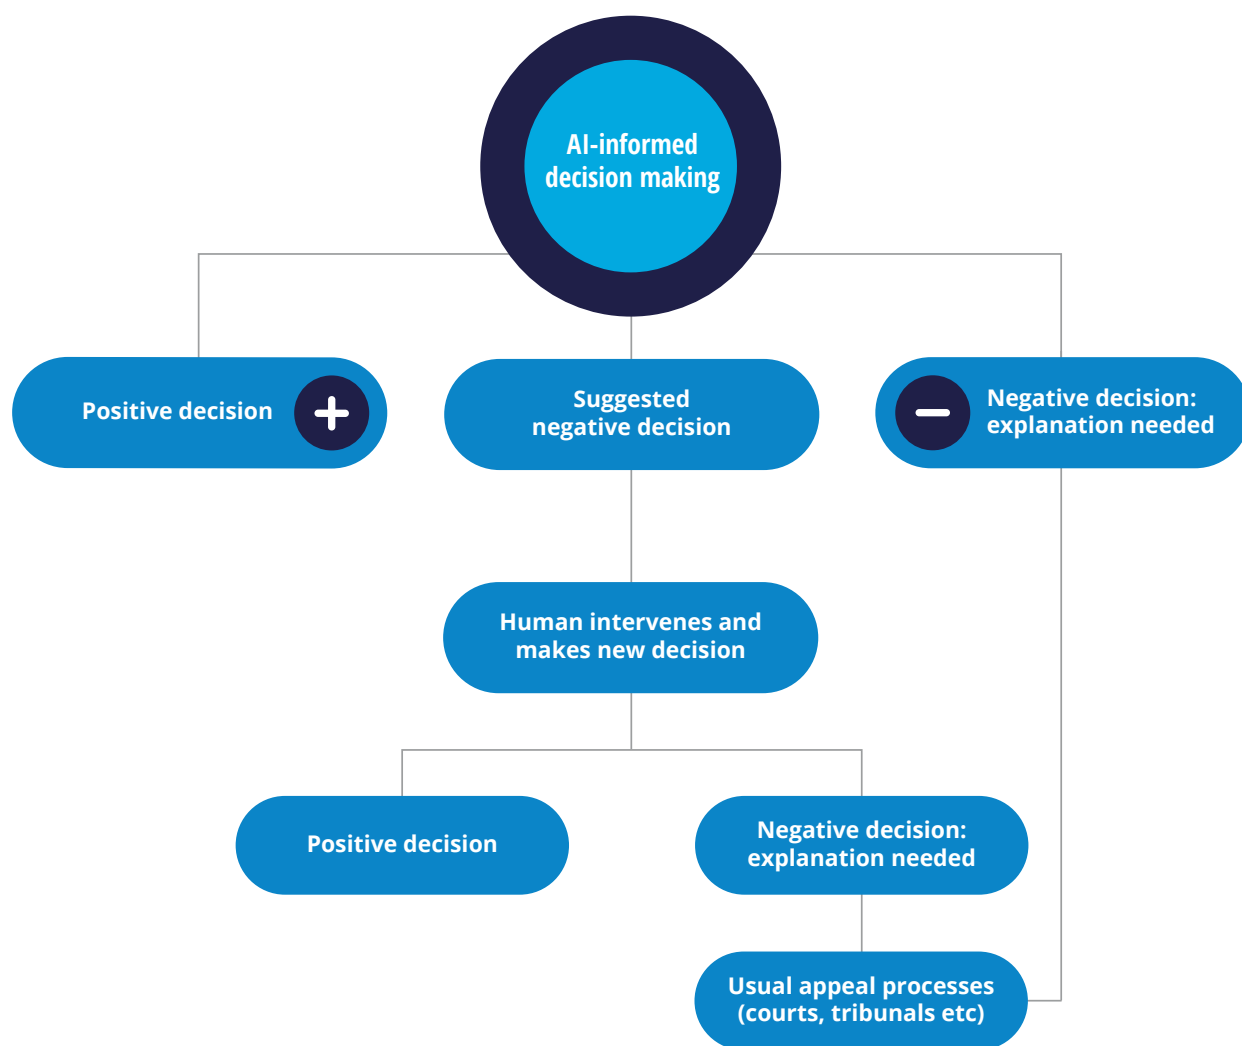 AI-informed
decision making
Positive decision
Suggested
negative decision
Negative decision:
explanation needed
Human intervenes and
makes new decision
Positive decision
Negative decision:
explanation needed
Usual appeal processes
(courts, tribunals etc)